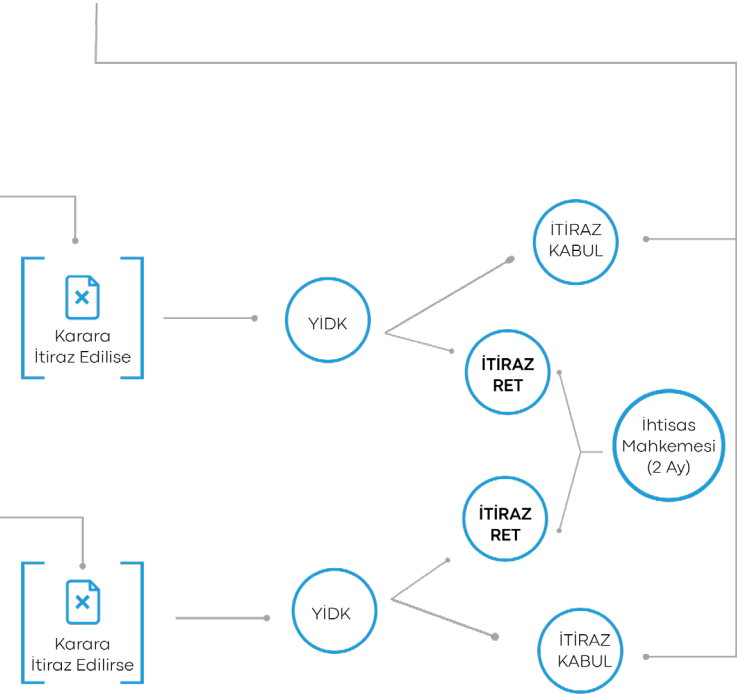 İTİRAZ
KABUL
Karara
İtiraz Edilise
YİDK
İTİRAZ
RET
İhtisas
Mahkemesi
(2 Ay)
İTİRAZ
RET
Karara
İtiraz Edilirse
YİDK
İTİRAZ
KABUL